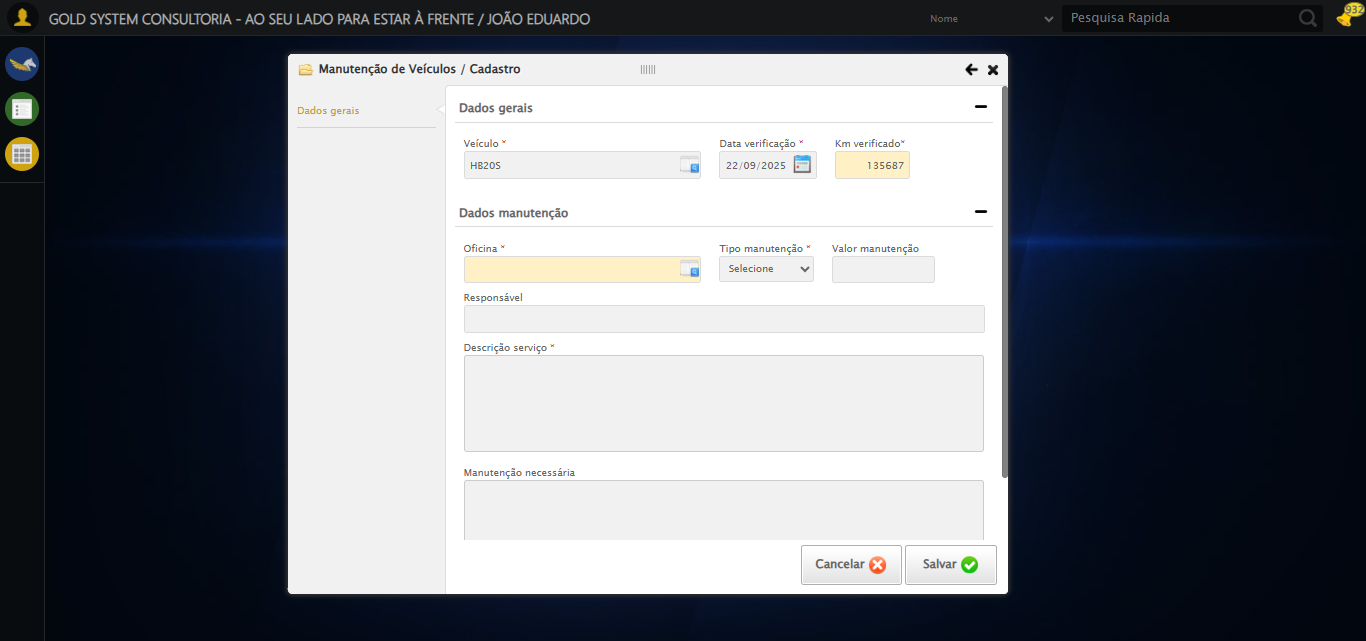 GOLD SYSTEM CONSULTORIA - AO SEU LADO PARA ESTAR À FRENTE / JOÃO EDUARDO
Nome
Pesquisa Rapida
932
Manutenção de Veículos / Cadastro
Dados gerais
Dados gerais
Veículo * Data verificação * Km verificado*
HB20S 22/09/2025 135687
Dados manutenção
Oficina * Tipo manutenção * Valor manutenção
Selecione
Responsável
Descrição serviço *
Manutenção necessária
Cancelar Salvar